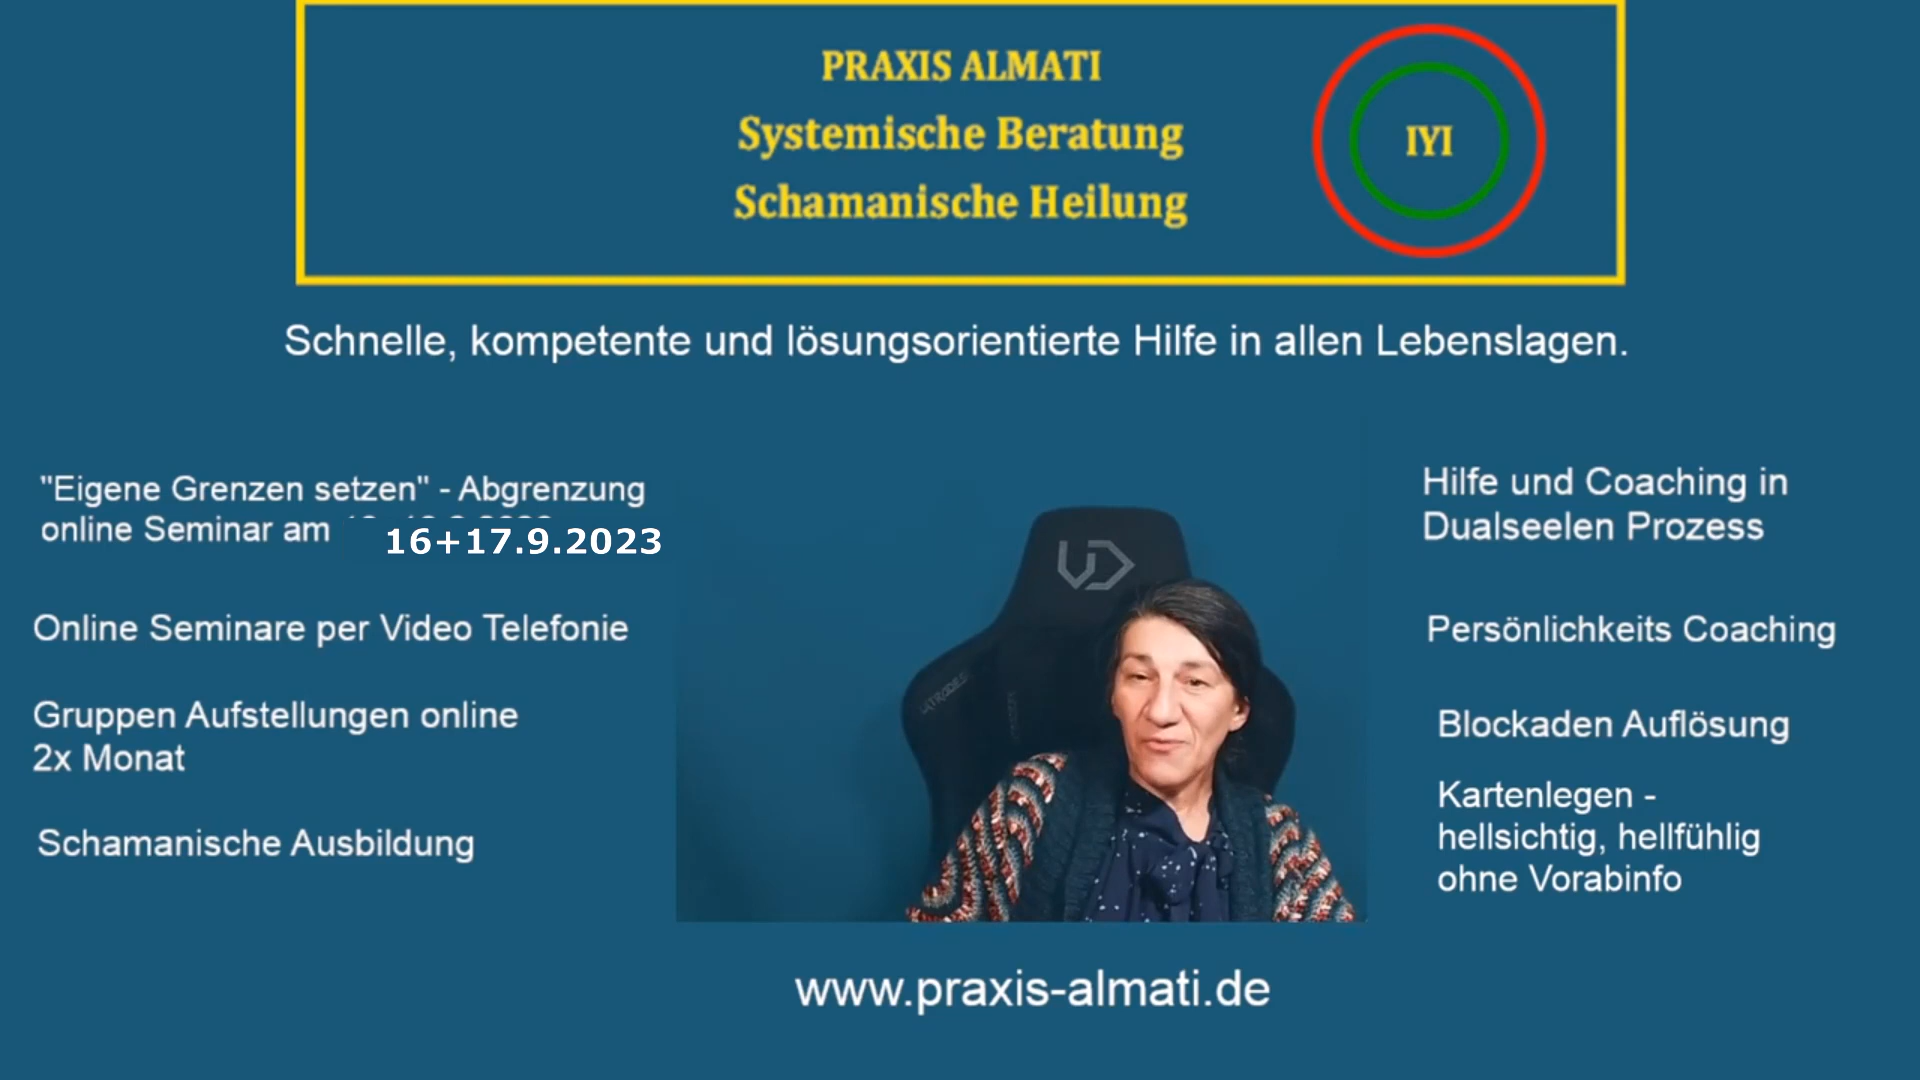 PRAXIS ALMATI
Systemische Beratung
Schamanische Heilung
IYI
Schnelle, kompetente und lösungsorientierte Hilfe in allen Lebenslagen.
"Eigene Grenzen setzen" - Abgrenzung
online Seminar am
16+17.9.2023
Online Seminare per Video Telefonie
Gruppen Aufstellungen online
2x Monat
Schamanische Ausbildung
Hilfe und Coaching in
Dualseelen Prozess
Persönlichkeits Coaching
Blockaden Auflösung
Kartenlegen -
hellsichtig, hellfühlig
ohne Vorabinfo
www.praxis-almati.de